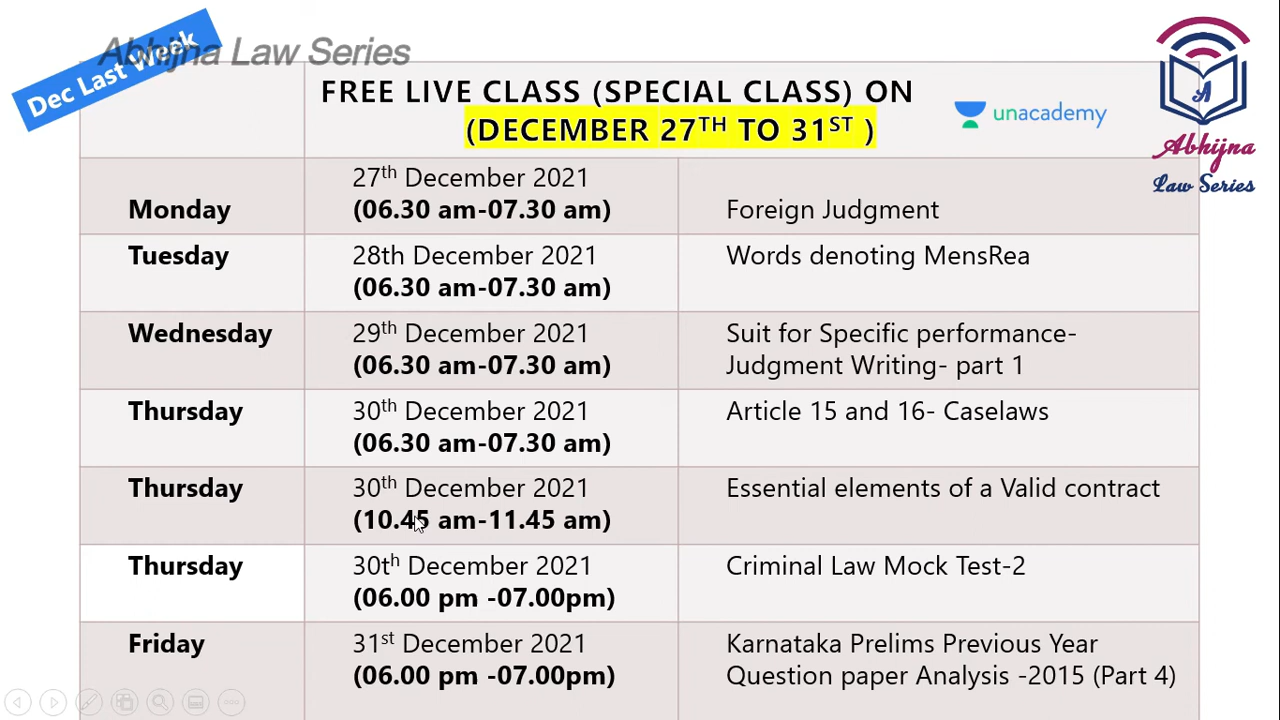 Abhijna Law Series
Dec Last Week
FREE LIVE CLASS (SPECIAL CLASS) ON
(DECEMBER 27TH TO 31ST )
unacademy
A
Abhijna
Law Series
27th December 2021
Monday (06.30 am-07.30 am) Foreign Judgment
Tuesday 28th December 2021 Words denoting MensRea
(06.30 am-07.30 am)
Wednesday 29th December 2021 Suit for Specific performance-
(06.30 am-07.30 am) Judgment Writing- part 1
Thursday 30th December 2021 Article 15 and 16- Caselaws
(06.30 am-07.30 am)
Thursday 30th December 2021 Essential elements of a Valid contract
(10.45 am-11.45 am)
Thursday 30th December 2021 Criminal Law Mock Test-2
(06.00 pm -07.00pm)
Friday 31st December 2021 Karnataka Prelims Previous Year
(06.00 pm -07.00pm) Question paper Analysis -2015 (Part 4)